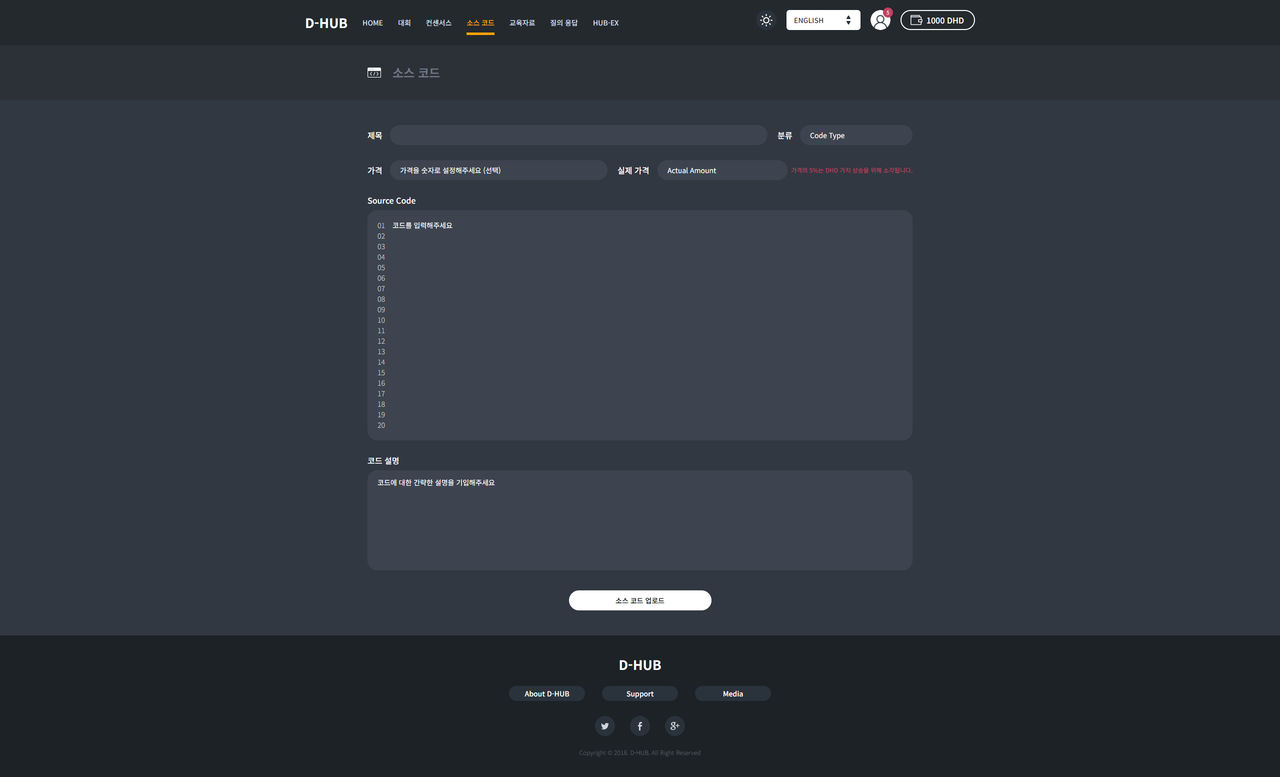 D-HUB HOME 대회 컨센서스 소스 코드 교육자료 질의 응답 HUB-EX ENGLISH 5 1000 DHD
소스 코드
제목 분류 Code Type
가격 가격을 숫자로 설정해주세요 (선택) 실제 가격 Actual Amount 가격의 5%는 DHD 가치 상승을 위해 소각됩니다.
Source Code
01 코드를 입력해주세요
02
03
04
05
06
07
08
09
10
11
12
13
14
15
16
17
18
19
20
코드 설명
코드에 대한 간략한 설명을 기입해주세요
소스 코드 업로드
D-HUB
About D-HUB Support Media
Copyright © 2018. D-HUB. All Right Reserved